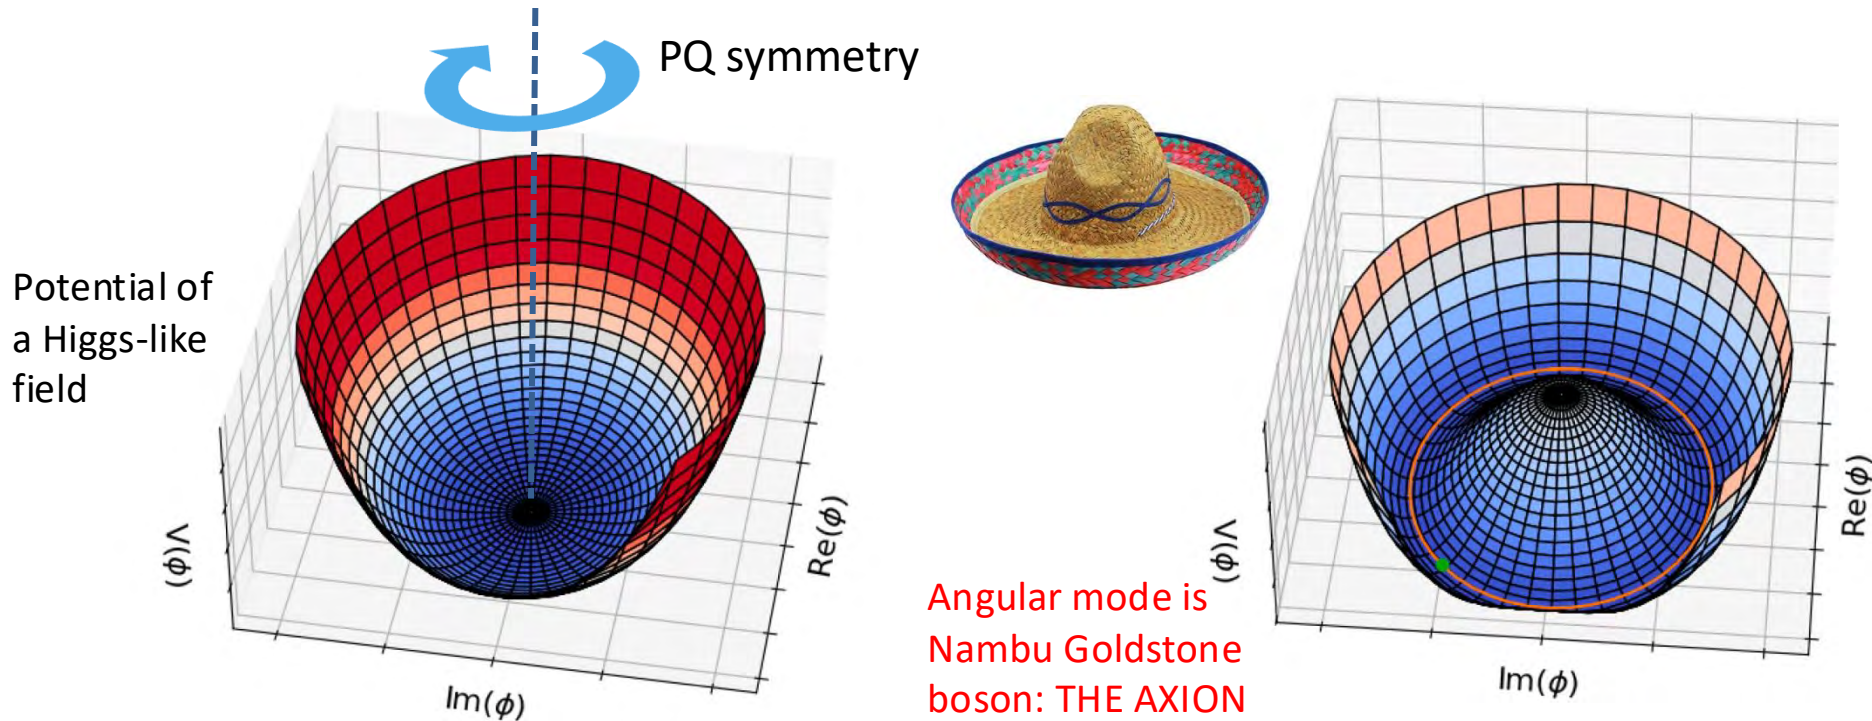 PQ symmetry
Potential of
a Higgs-like
field
V(ϕ)
Re(ϕ)
Im(ϕ)
Angular mode is
Nambu Goldstone
boson: THE AXION
V(ϕ)
Re(ϕ)
Im(ϕ)